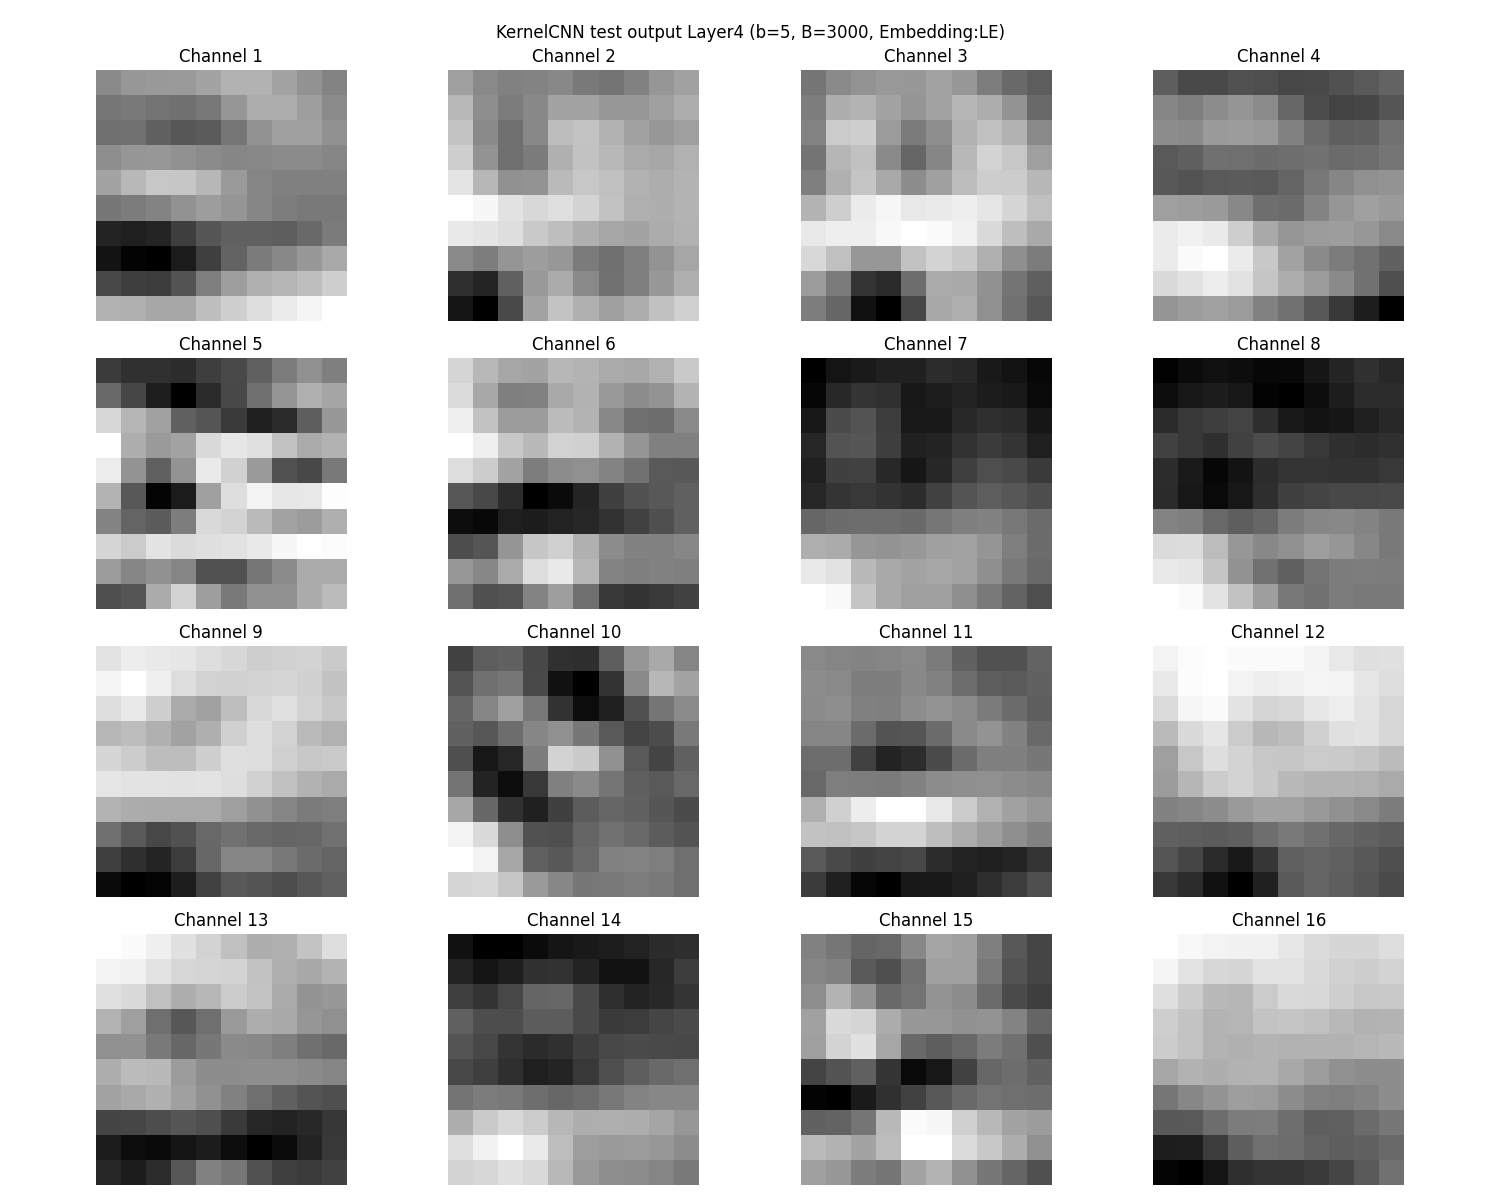 KernelCNN test output Layer4 (b=5, B=3000, Embedding:LE)
Channel 1
Channel 2
Channel 3
Channel 4
Channel 5
Channel 6
Channel 7
Channel 8
Channel 9
Channel 10
Channel 11
Channel 12
Channel 13
Channel 14
Channel 15
Channel 16